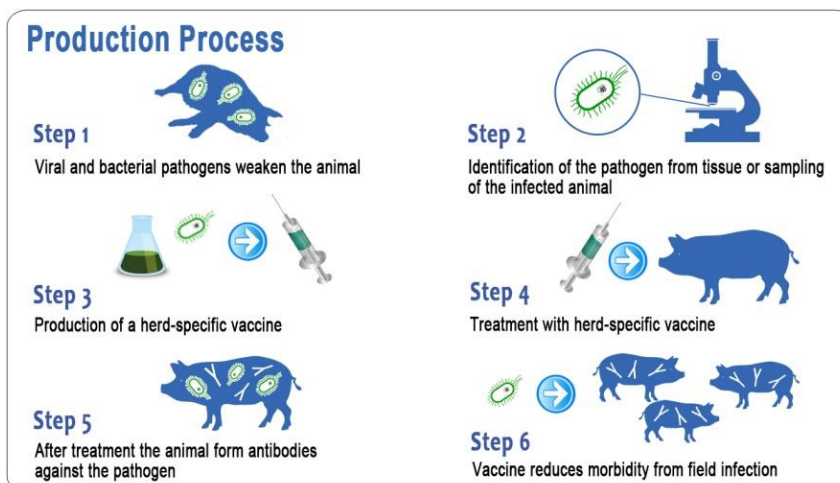 Production Process
Step 1
Viral and bacterial pathogens weaken the animal
Step 2
Identification of the pathogen from tissue or sampling
of the infected animal
Step 3
Production of a herd-specific vaccine
Step 4
Treatment with herd-specific vaccine
Step 5
After treatment the animal form antibodies
against the pathogen
Step 6
Vaccine reduces morbidity from field infection